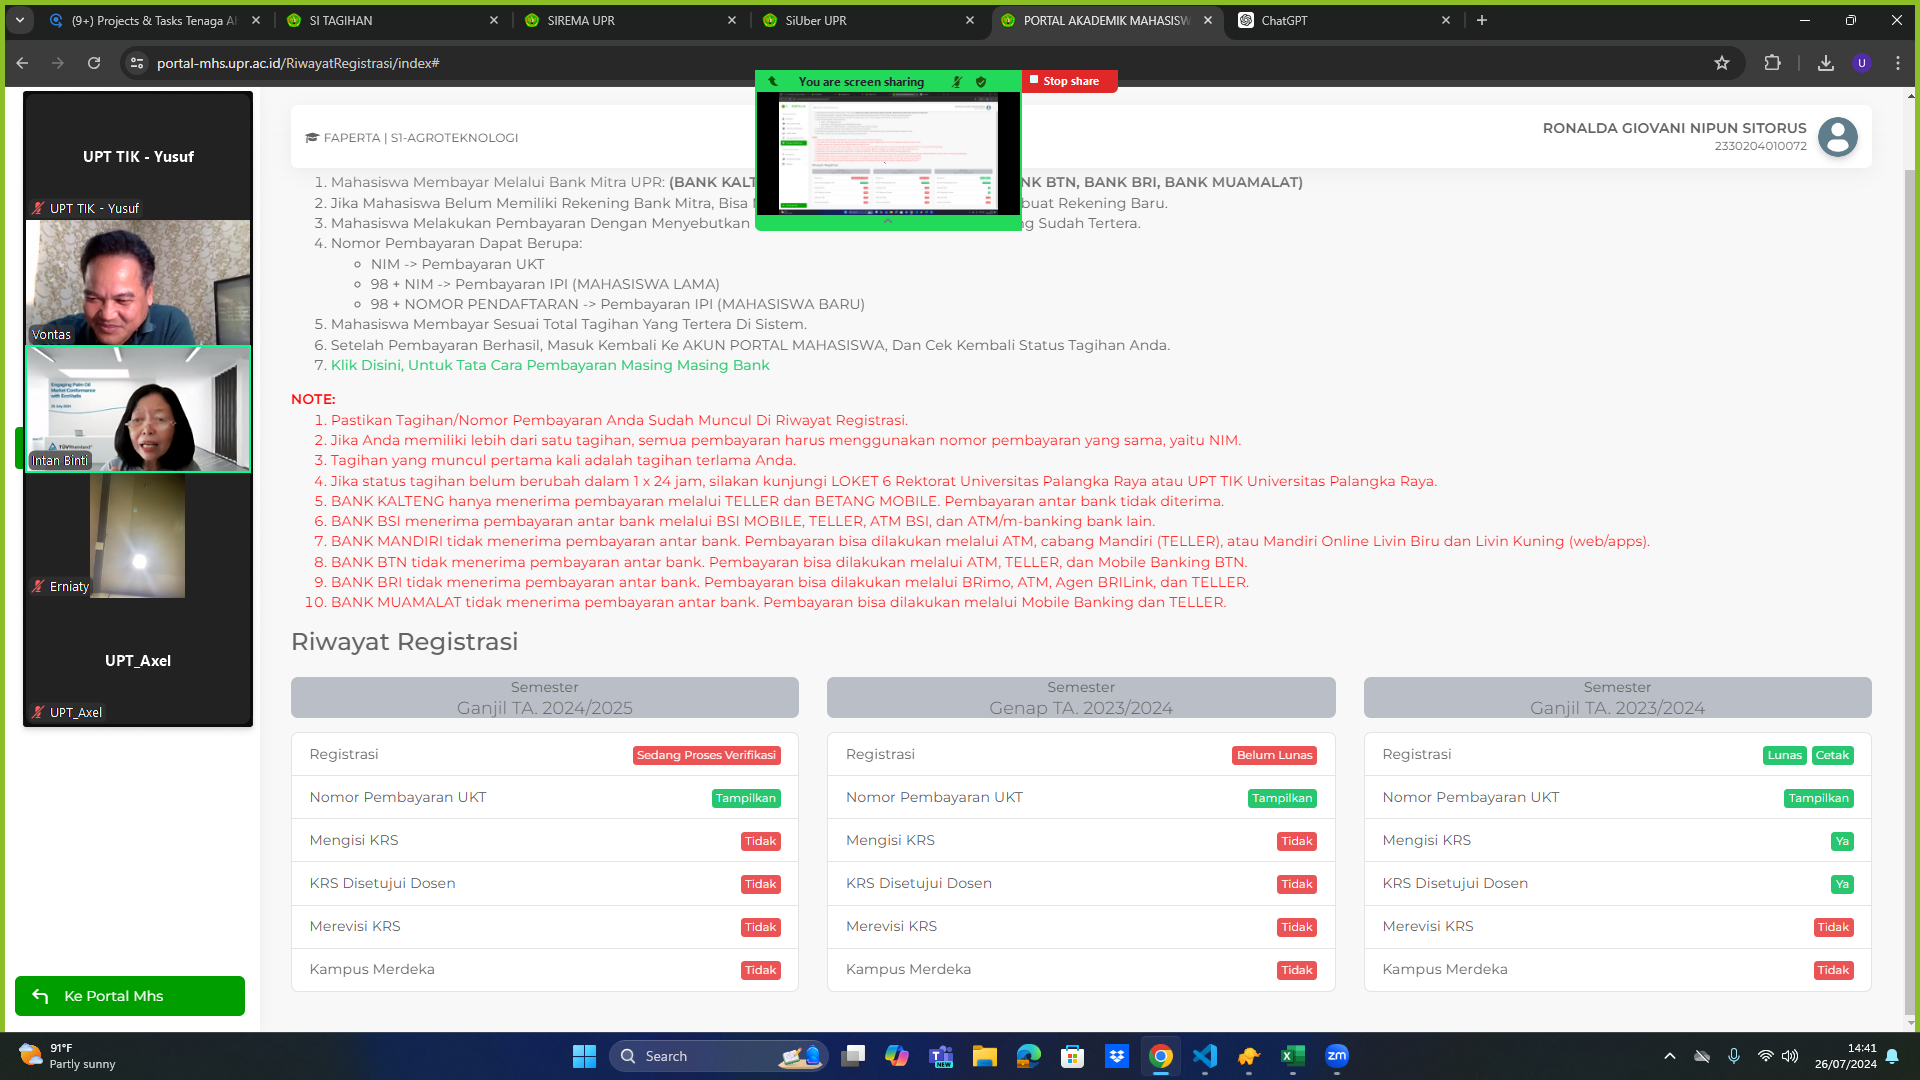 (9+) Projects & Tasks Tenaga Al
SI TAGIHAN
SIREMA UPR
SiUber UPR
PORTAL AKADEMIK MAHASISW
ChatGPT
portal-mhs.upr.ac.id/RiwayatRegistrasi/index#
U
You are screen sharing
Stop share
UPT TIK - Yusuf
UPT TIK - Yusuf
Vontas
Engaging Palm Oil
Market Conformance
with EcoVadis
Intan Binti
Erniaty
UPT_Axel
UPT_Axel
Ke Portal Mhs
FAPERTA | S1-AGROTEKNOLOGI
RONALDA GIOVANI NIPUN SITORUS
2330204010072
1. Mahasiswa Membayar Melalui Bank Mitra UPR: (BANK KALT NK BTN, BANK BRI, BANK MUAMALAT)
2. Jika Mahasiswa Belum Memiliki Rekening Bank Mitra, Bisa buat Rekening Baru.
3. Mahasiswa Melakukan Pembayaran Dengan Menyebutkan g Sudah Tertera.
4. Nomor Pembayaran Dapat Berupa:
NIM -> Pembayaran UKT
98 + NIM -> Pembayaran IPI (MAHASISWA LAMA)
98 + NOMOR PENDAFTARAN -> Pembayaran IPI (MAHASISWA BARU)
5. Mahasiswa Membayar Sesuai Total Tagihan Yang Tertera Di Sistem.
6. Setelah Pembayaran Berhasil, Masuk Kembali Ke AKUN PORTAL MAHASISWA, Dan Cek Kembali Status Tagihan Anda.
7. Klik Disini, Untuk Tata Cara Pembayaran Masing Masing Bank
NOTE:
1. Pastikan Tagihan/Nomor Pembayaran Anda Sudah Muncul Di Riwayat Registrasi.
2. Jika Anda memiliki lebih dari satu tagihan, semua pembayaran harus menggunakan nomor pembayaran yang sama, yaitu NIM.
3. Tagihan yang muncul pertama kali adalah tagihan terlama Anda.
4. Jika status tagihan belum berubah dalam 1 x 24 jam, silakan kunjungi LOKET 6 Rektorat Universitas Palangka Raya atau UPT TIK Universitas Palangka Raya.
5. BANK KALTENG hanya menerima pembayaran melalui TELLER dan BETANG MOBILE. Pembayaran antar bank tidak diterima.
6. BANK BSI menerima pembayaran antar bank melalui BSI MOBILE, TELLER, ATM BSI, dan ATM/m-banking bank lain.
7. BANK MANDIRI tidak menerima pembayaran antar bank. Pembayaran bisa dilakukan melalui ATM, cabang Mandiri (TELLER), atau Mandiri Online Livin Biru dan Livin Kuning (web/apps).
8. BANK BTN tidak menerima pembayaran antar bank. Pembayaran bisa dilakukan melalui ATM, TELLER, dan Mobile Banking BTN.
9. BANK BRI tidak menerima pembayaran antar bank. Pembayaran bisa dilakukan melalui BRimo, ATM, Agen BRILink, dan TELLER.
10. BANK MUAMALAT tidak menerima pembayaran antar bank. Pembayaran bisa dilakukan melalui Mobile Banking dan TELLER.
Riwayat Registrasi
Semester
Ganjil TA. 2024/2025
Registrasi Sedang Proses Verifikasi
Nomor Pembayaran UKT Tampilkan
Mengisi KRS Tidak
KRS Disetujui Dosen Tidak
Merevisi KRS Tidak
Kampus Merdeka Tidak
Semester
Genap TA. 2023/2024
Registrasi Belum Lunas
Nomor Pembayaran UKT Tampilkan
Mengisi KRS Tidak
KRS Disetujui Dosen Tidak
Merevisi KRS Tidak
Kampus Merdeka Tidak
Semester
Ganjil TA. 2023/2024
Registrasi Lunas Cetak
Nomor Pembayaran UKT Tampilkan
Mengisi KRS Ya
KRS Disetujui Dosen Ya
Merevisi KRS Tidak
Kampus Merdeka Tidak
91°F
Partly sunny
Search
NEW
zm
14:41
26/07/2024